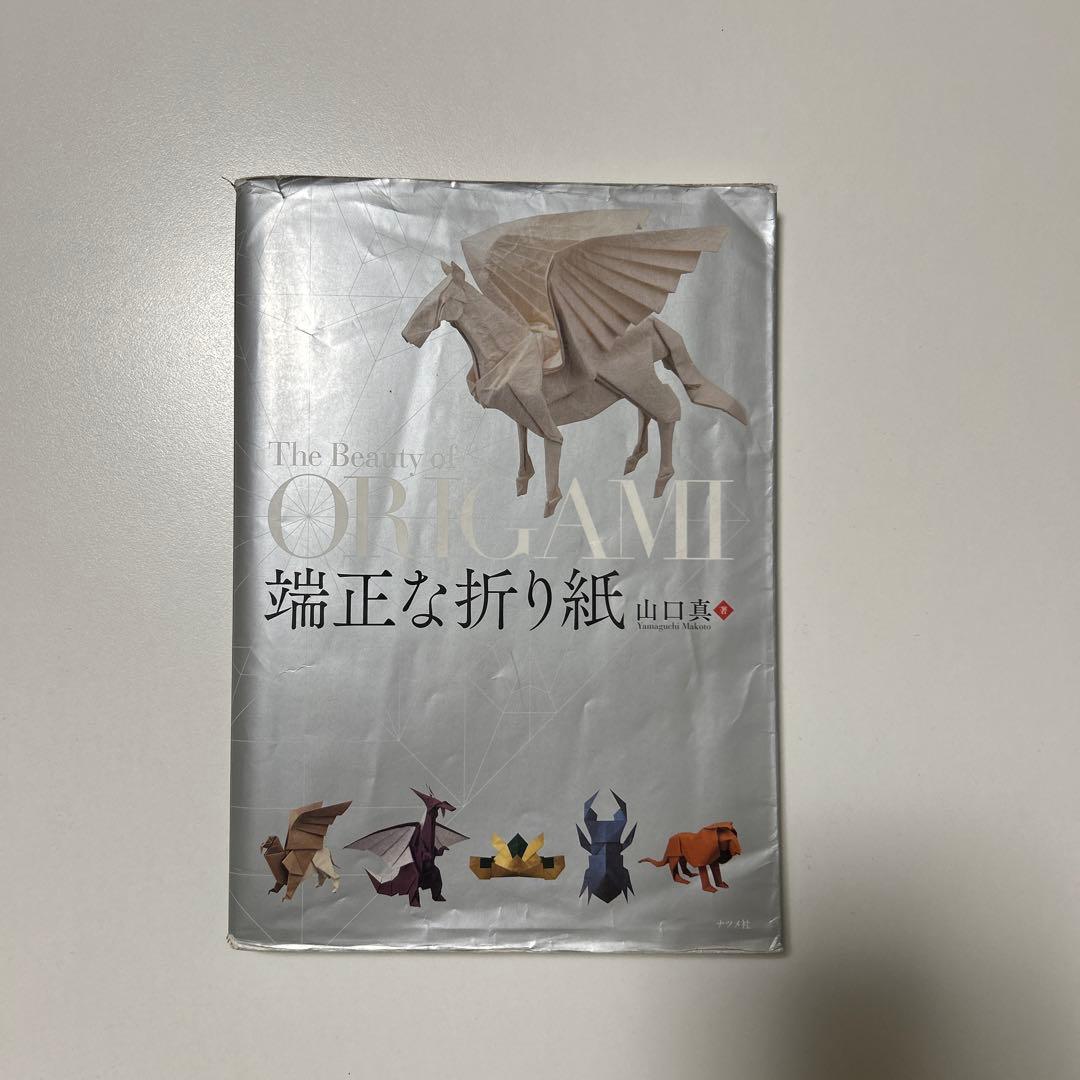 The Beauty of
ORIGAMI
端正な折り紙 山口真 著
Yamaguchi Makoto
ナツメ社